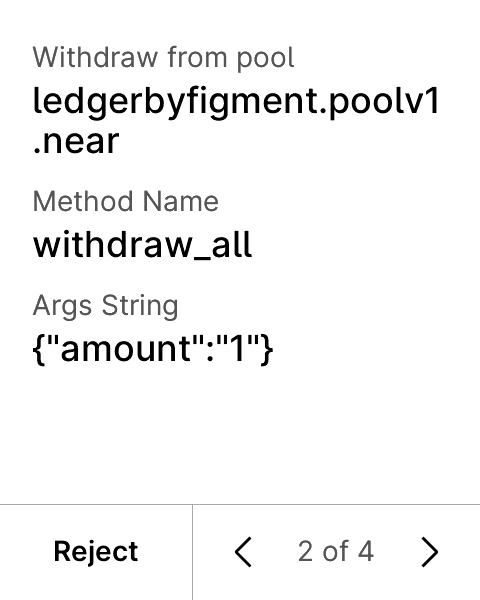 Withdraw from pool
ledgerbyfigment.poolv1
.near
Method Name
withdraw_all
Args String
{"amount":"1"}
Reject
2 of 4